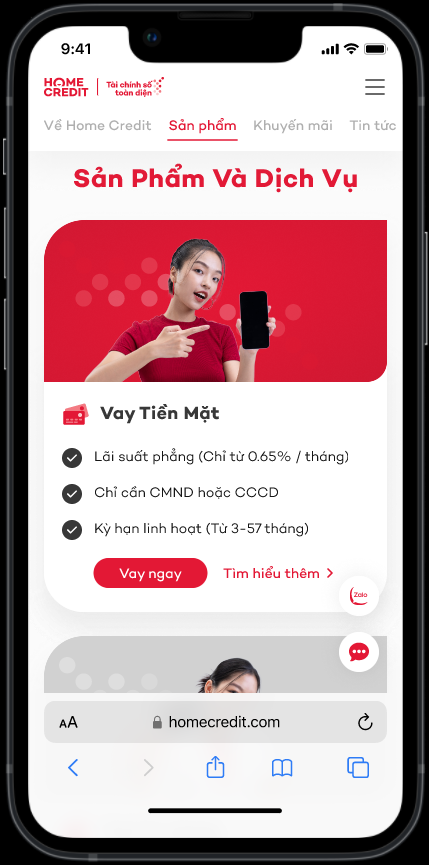 9:41
HOME CREDIT
Tài chính số
toàn diện
Về Home Credit Sản phẩm Khuyến mãi Tin tức
Sản Phẩm Và Dịch Vụ
Vay Tiền Mặt
Lãi suất phẳng (Chỉ từ 0.65% / tháng)
Chỉ cần CMND hoặc CCCD
Kỳ hạn linh hoạt (Từ 3-57 tháng)
Vay ngay Tìm hiểu thêm
Zalo
AA homecredit.com